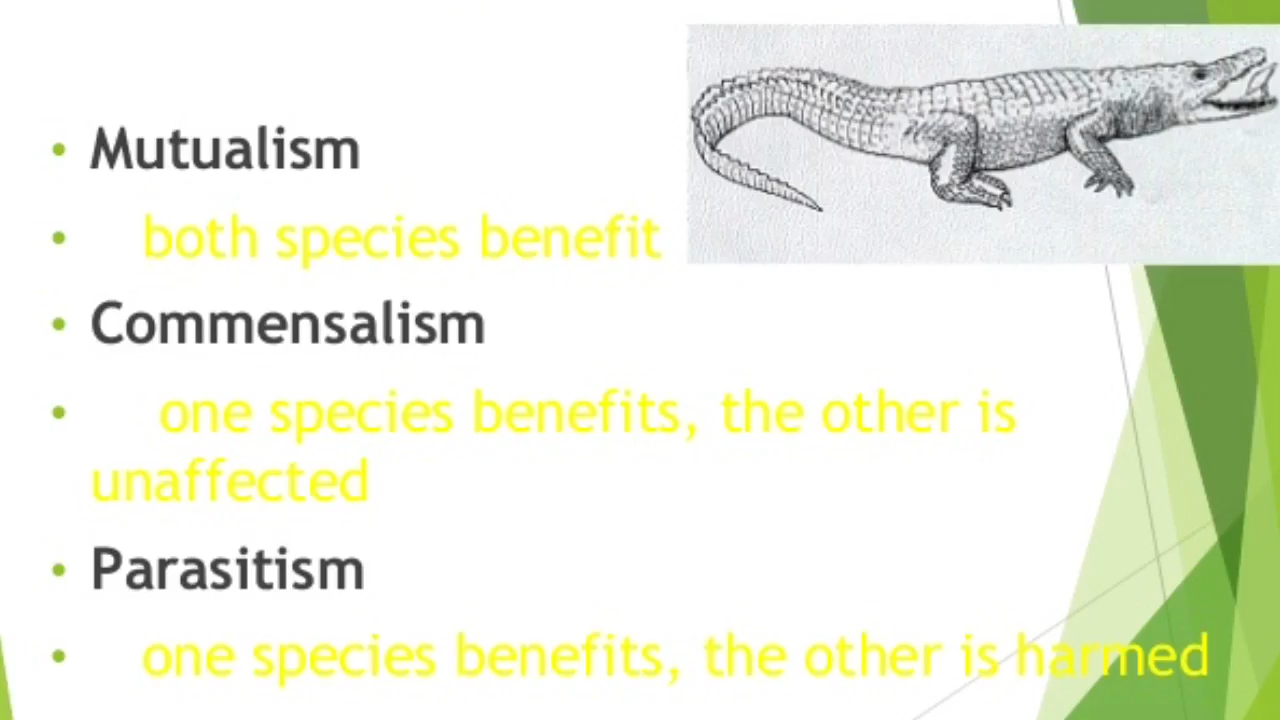 Mutualism
both species benefit
Commensalism
one species benefits, the other is
unaffected
Parasitism
one species benefits, the other is harmed